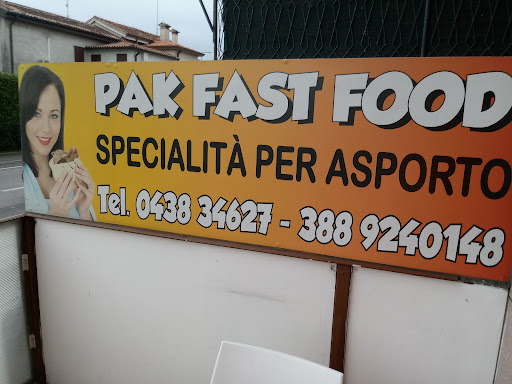 PAK FAST FOOD
SPECIALITÀ PER ASPORTO
Tel. 0438 34627 - 388 9240148